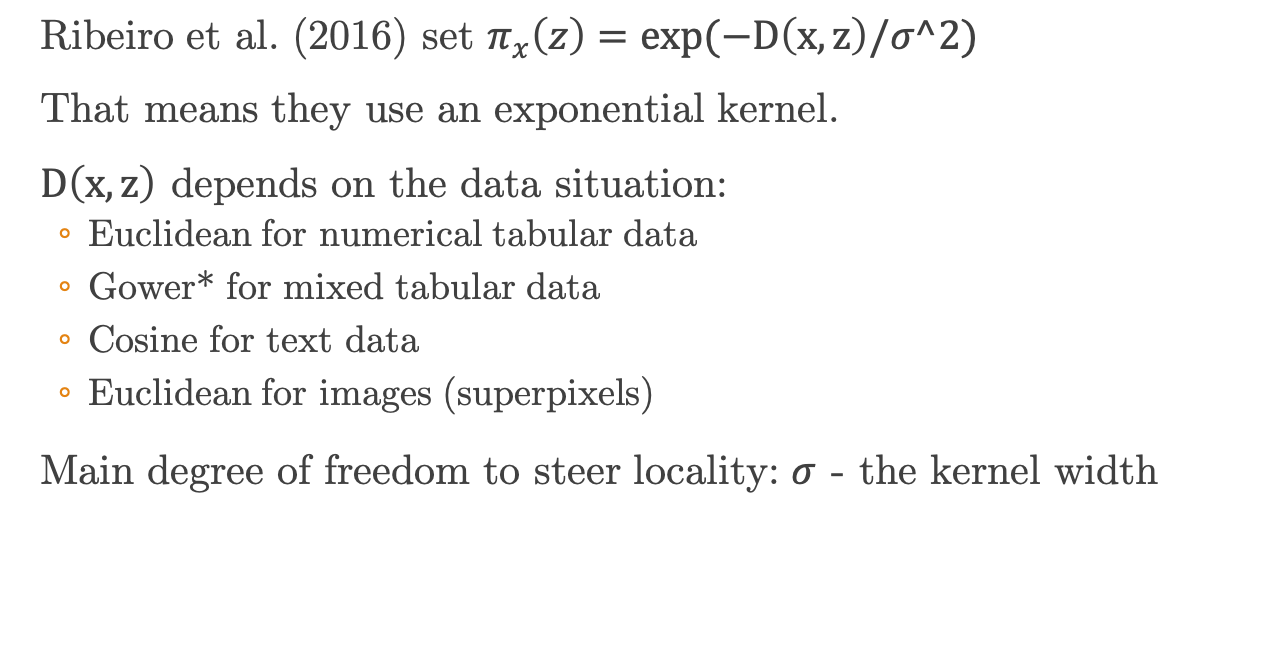 Ribeiro et al. (2016) set πₓ(z) = exp(−D(x, z)/σ^2)
That means they use an exponential kernel.
D(x, z) depends on the data situation:
∘ Euclidean for numerical tabular data
∘ Gower* for mixed tabular data
∘ Cosine for text data
∘ Euclidean for images (superpixels)
Main degree of freedom to steer locality: σ - the kernel width